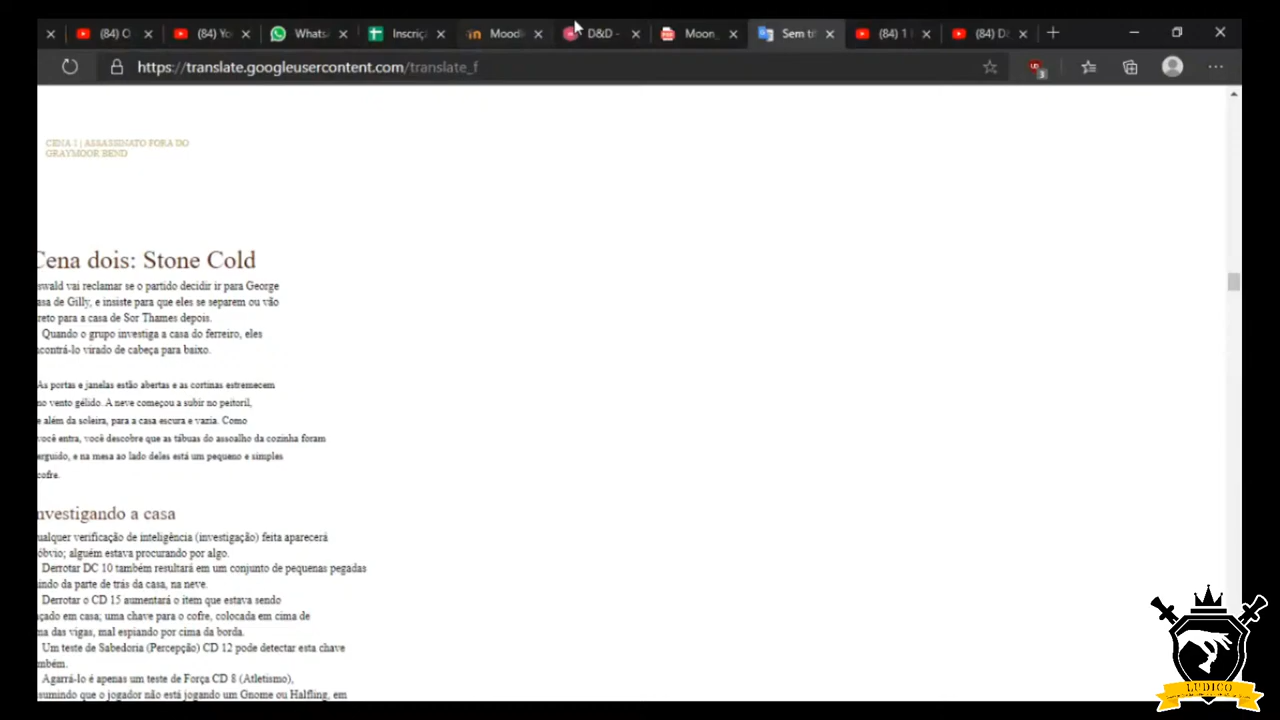 (84) C
(84) Yo
Whats
Inscriç
Moodl
D&D -
Moon_
Sem tí
(84) 1
(84) Da
https://translate.googleusercontent.com/translate_f
3
CENA 1 | ASSASSINATO FORA DO
GRAYMOOR BEND
Cena dois: Stone Cold
swald vai reclamar se o partido decidir ir para George
asa de Gilly, e insiste para que eles se separem ou vão
reto para a casa de Sor Thames depois.
Quando o grupo investiga a casa do ferreiro, eles
ncontrá-lo virado de cabeça para baixo.
As portas e janelas estão abertas e as cortinas estremecem
no vento gélido. A neve começou a subir no peitoril,
e além da soleira, para a casa escura e vazia. Como
você entra, você descobre que as tábuas do assoalho da cozinha foram
erguido, e na mesa ao lado deles está um pequeno e simples
cofre.
nvestigando a casa
ualquer verificação de inteligência (investigação) feita aparecerá
óbvio; alguém estava procurando por algo.
Derrotar DC 10 também resultará em um conjunto de pequenas pegadas
indo da parte de trás da casa, na neve.
Derrotar o CD 15 aumentará o item que estava sendo
çado em casa; uma chave para o cofre, colocada em cima de
ma das vigas, mal espiando por cima da borda.
Um teste de Sabedoria (Percepção) CD 12 pode detectar esta chave
mbém.
Agarrá-lo é apenas um teste de Força CD 8 (Atletismo),
sumindo que o jogador não está jogando um Gnome ou Halfling, em
LUDICO